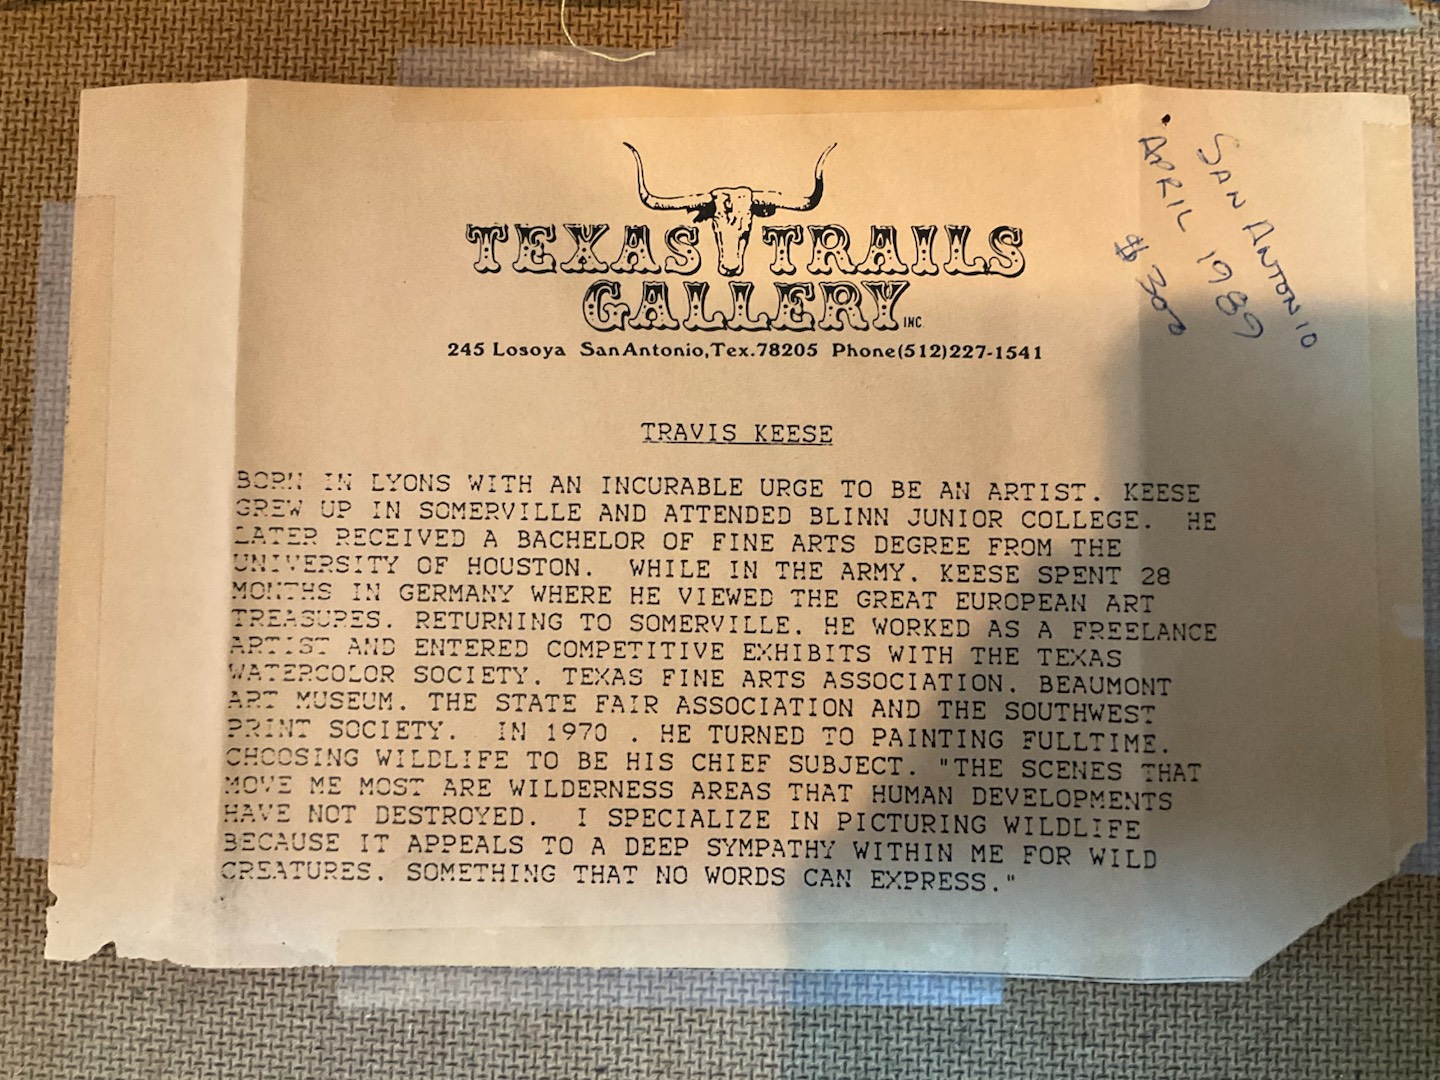 TEXAS TRAILS
GALLERY INC.
245 Losoya San Antonio, Tex. 78205 Phone (512) 227-1541
SAN ANTONIO
APRIL 1989
$300
TRAVIS KEESE
BORN IN LYONS WITH AN INCURABLE URGE TO BE AN ARTIST. KEESE
GREW UP IN SOMERVILLE AND ATTENDED BLINN JUNIOR COLLEGE. HE
LATER RECEIVED A BACHELOR OF FINE ARTS DEGREE FROM THE
UNIVERSITY OF HOUSTON. WHILE IN THE ARMY. KEESE SPENT 28
MONTHS IN GERMANY WHERE HE VIEWED THE GREAT EUROPEAN ART
TREASURES. RETURNING TO SOMERVILLE. HE WORKED AS A FREELANCE
ARTIST AND ENTERED COMPETITIVE EXHIBITS WITH THE TEXAS
WATERCOLOR SOCIETY. TEXAS FINE ARTS ASSOCIATION. BEAUMONT
ART MUSEUM. THE STATE FAIR ASSOCIATION AND THE SOUTHWEST
PRINT SOCIETY. IN 1970 . HE TURNED TO PAINTING FULLTIME.
CHOOSING WILDLIFE TO BE HIS CHIEF SUBJECT. "THE SCENES THAT
MOVE ME MOST ARE WILDERNESS AREAS THAT HUMAN DEVELOPMENTS
HAVE NOT DESTROYED. I SPECIALIZE IN PICTURING WILDLIFE
BECAUSE IT APPEALS TO A DEEP SYMPATHY WITHIN ME FOR WILD
CREATURES. SOMETHING THAT NO WORDS CAN EXPRESS."